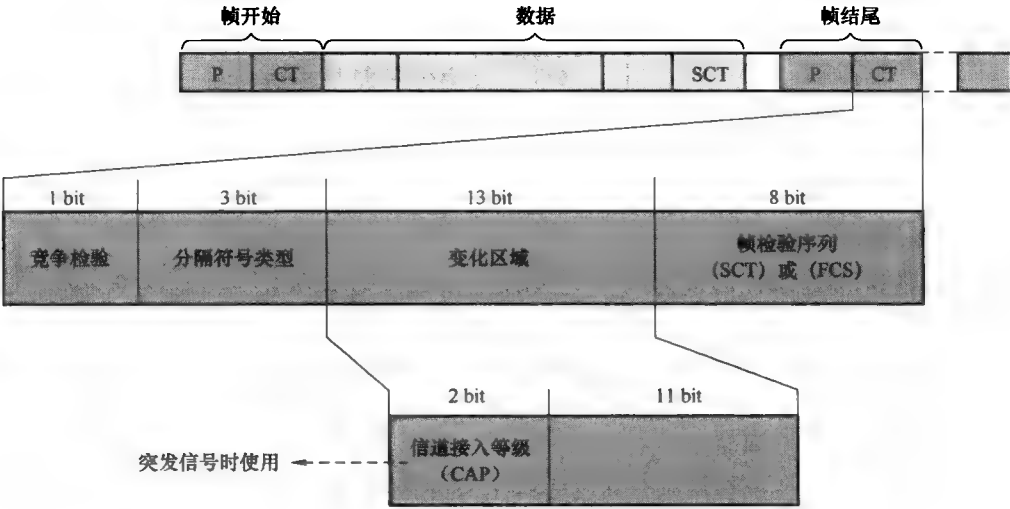 帧开始 数据 帧结尾
P CT SCT P CT
1 bit 3 bit 13 bit 8 bit
竞争检验 分隔符号类型 变化区域 帧检验序列
（SCT）或（FCS）
2 bit 11 bit
信道接入等级
突发信号时使用
（CAP）